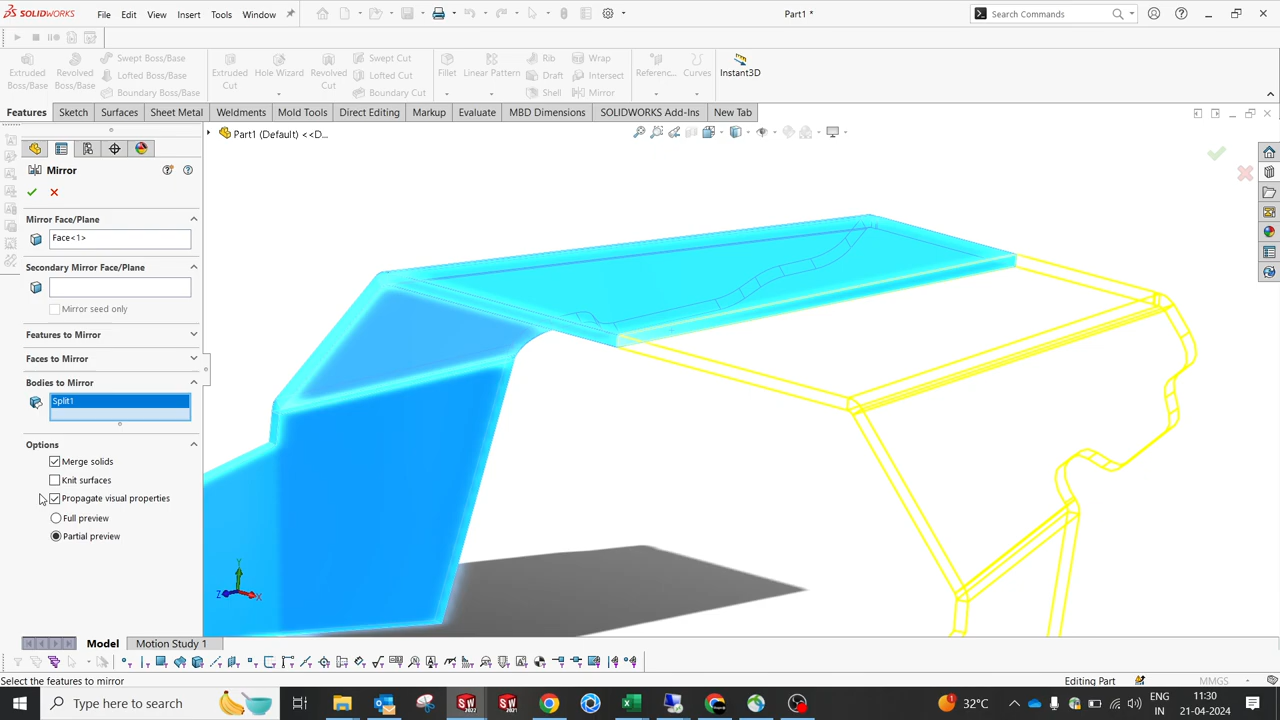 SOLIDWORKS File Edit View Insert Tools Window Part1 * Search Commands
Extruded Boss/Base Revolved Boss/Base Swept Boss/Base Lofted Boss/Base Boundary Boss/Base Extruded Cut Hole Wizard Revolved Cut Swept Cut Lofted Cut Boundary Cut Fillet Linear Pattern Rib Draft Shell Wrap Intersect Mirror Referenc... Curves Instant3D
Features Sketch Surfaces Sheet Metal Weldments Mold Tools Direct Editing Markup Evaluate MBD Dimensions SOLIDWORKS Add-Ins New Tab
Part1 (Default) <<D...
Mirror
Mirror Face/Plane
Face<1>
Secondary Mirror Face/Plane
Mirror seed only
Features to Mirror
Faces to Mirror
Bodies to Mirror
Split1
Options
Merge solids
Knit surfaces
Propagate visual properties
Full preview
Partial preview
Y
Z X
Model Motion Study 1
Select the features to mirror Editing Part MMGS
Type here to search SW 2022 SW 2021 32°C ENG IN 11:30 21-04-2024